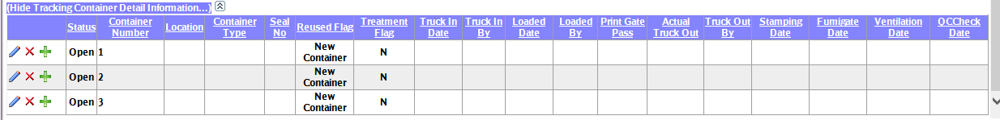 (Hide Tracking Container Detail Information...)
Status Container Number Location Container Type Seal No Reused Flag Treatment Flag Truck In Date Truck In By Loaded Date Loaded By Print Gate Pass Actual Truck Out Truck Out By Stamping Date Fumigate Date Ventilation Date QCCheck Date
Open 1 New Container N
Open 2 New Container N
Open 3 New Container N